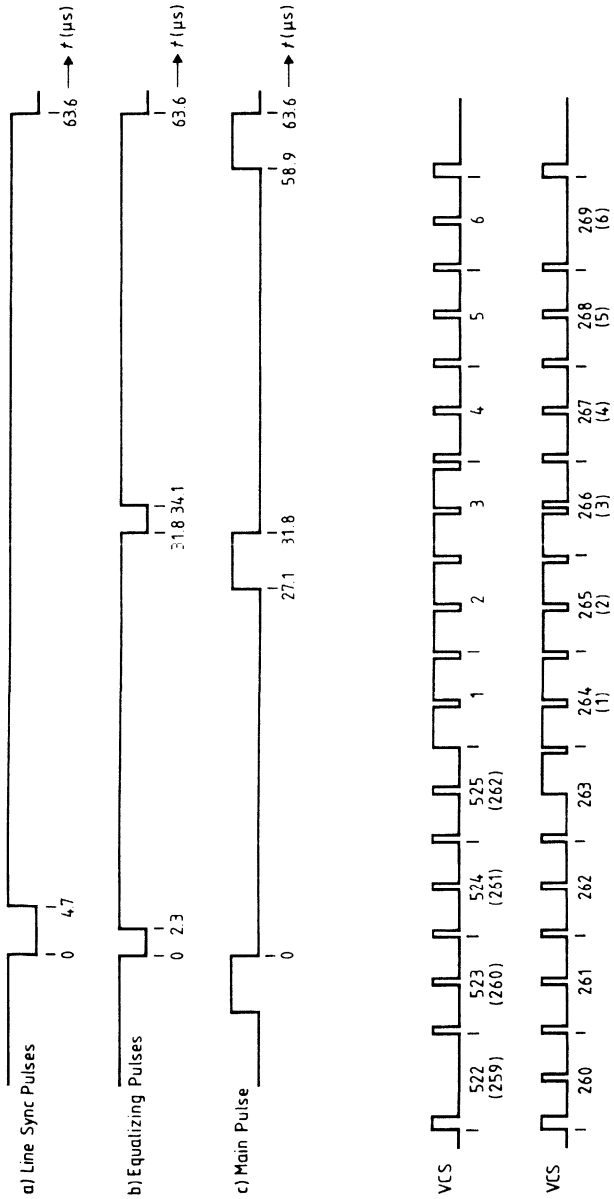 a) Line Sync Pulses
0 4.7 63.6 t (μs)
b) Equalizing Pulses
0 2.3 31.8 34.1 63.6 t (μs)
c) Main Pulse
0 27.1 31.8 58.9 63.6 t (μs)
VCS
522 523 524 525 1 2 3 4 5 6
(259) (260) (261) (262)
VCS
260 261 262 263 264 265 266 267 268 269
(1) (2) (3) (4) (5) (6)